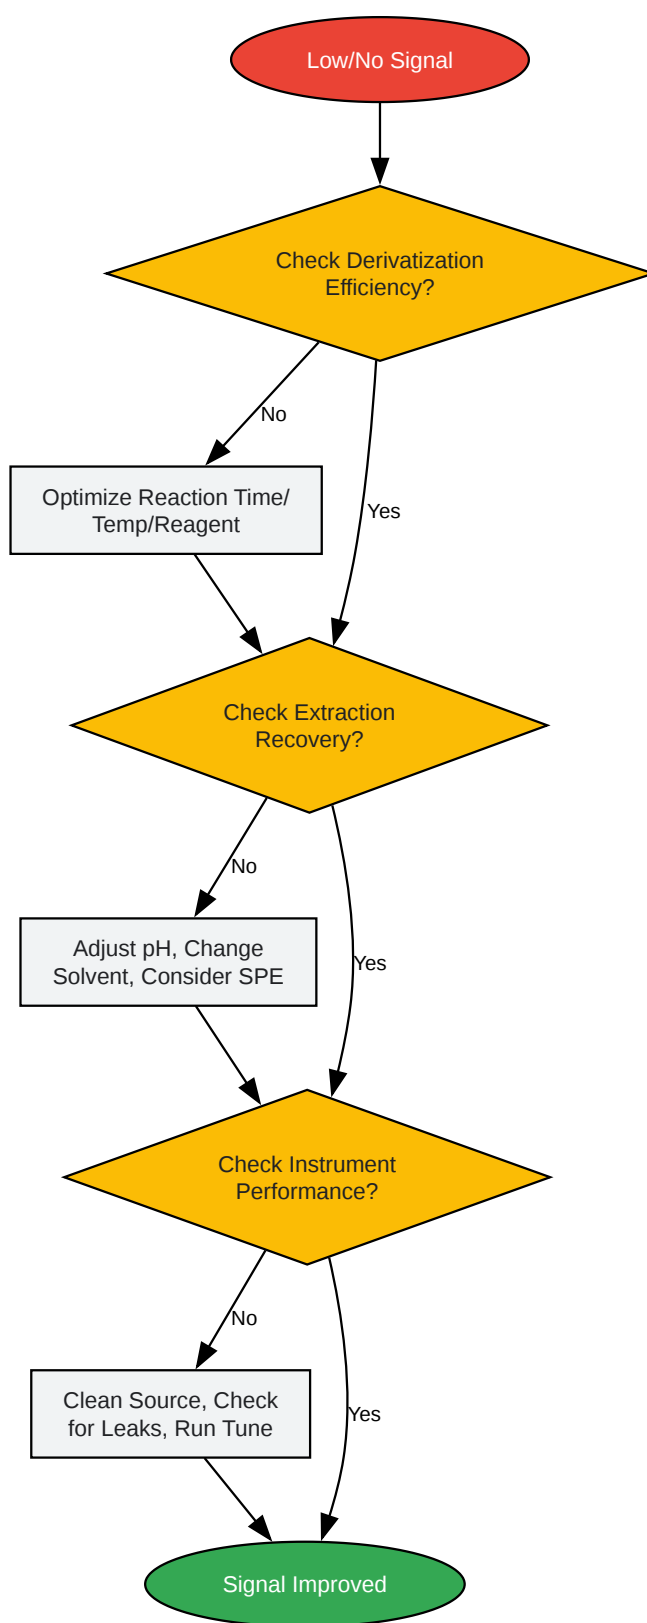 Low/No Signal
Check Derivatization
Efficiency?
No
Optimize Reaction Time/
Temp/Reagent
Yes
Check Extraction
Recovery?
No
Adjust pH, Change
Solvent, Consider SPE
Yes
Check Instrument
Performance?
No
Clean Source, Check
for Leaks, Run Tune
Yes
Signal Improved